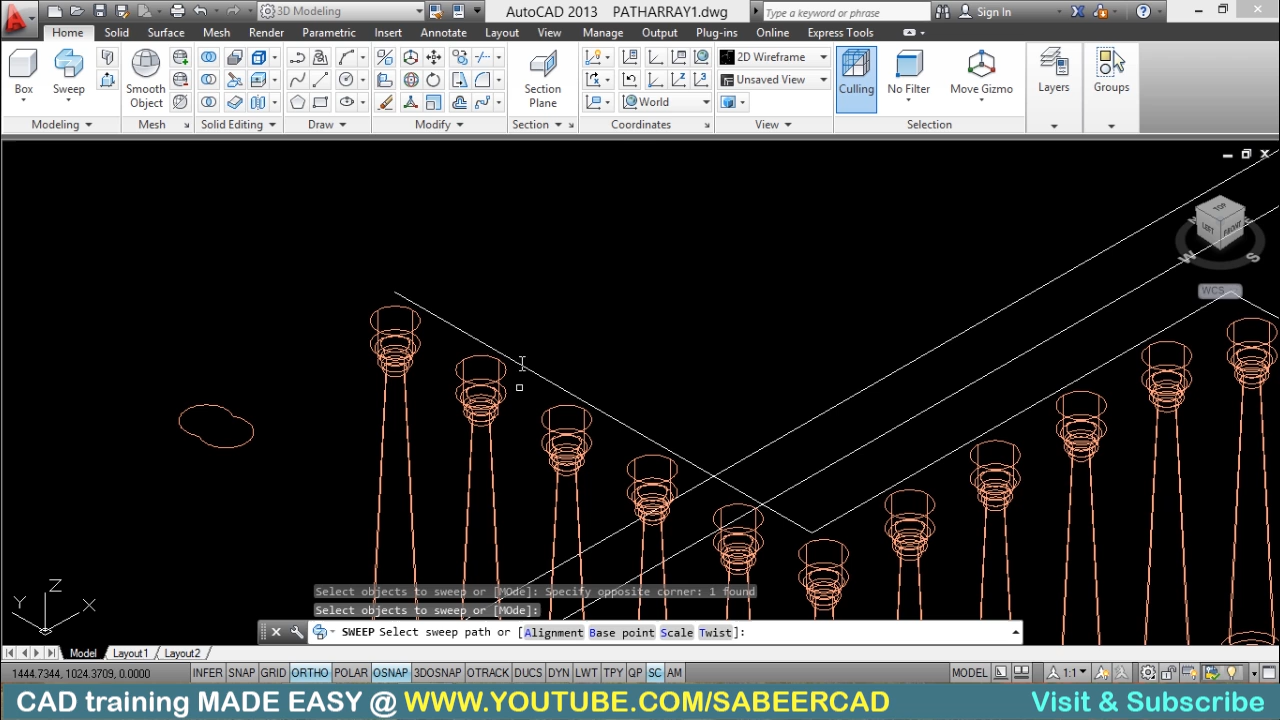 3D Modeling
AutoCAD 2013 PATHARRAY1.dwg
Type a keyword or phrase
Sign In
Home Solid Surface Mesh Render Parametric Insert Annotate Layout View Manage Output Plug-ins Online Express Tools
Box
Sweep
Smooth
Object
Section
Plane
2D Wireframe
Unsaved View
World
Culling
No Filter
Move Gizmo
Layers
Groups
Modeling Mesh Solid Editing Draw Modify Section Coordinates View Selection
TOP
LEFT FRONT
W S
WCS
Z
Y X
Select objects to sweep or [MOde]: Specify opposite corner: 1 found
Select objects to sweep or [MOde]:
SWEEP Select sweep path or [Alignment Base point Scale Twist]:
Model Layout1 Layout2
1444.7344, 1024.3709, 0.0000 INFER SNAP GRID ORTHO POLAR OSNAP 3DOSNAP OTRACK DUCS DYN LWT TPY QP SC AM MODEL 1:1
CAD training MADE EASY @ WWW.YOUTUBE.COM/SABEERCAD Visit & Subscribe